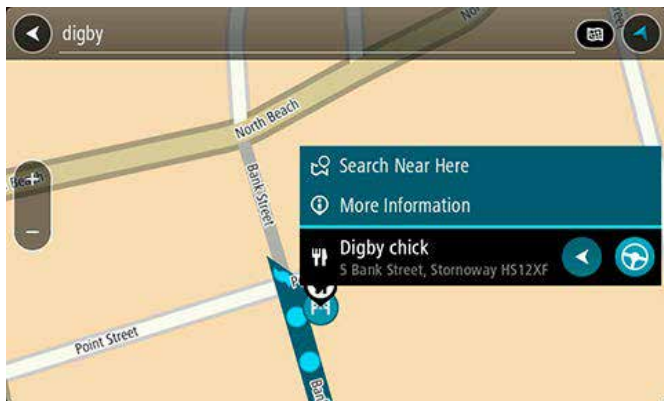 digby
North Beach
Search Near Here
Bank Street
More Information
Digby chick
5 Bank Street, Stornoway HS12XF
Point Street